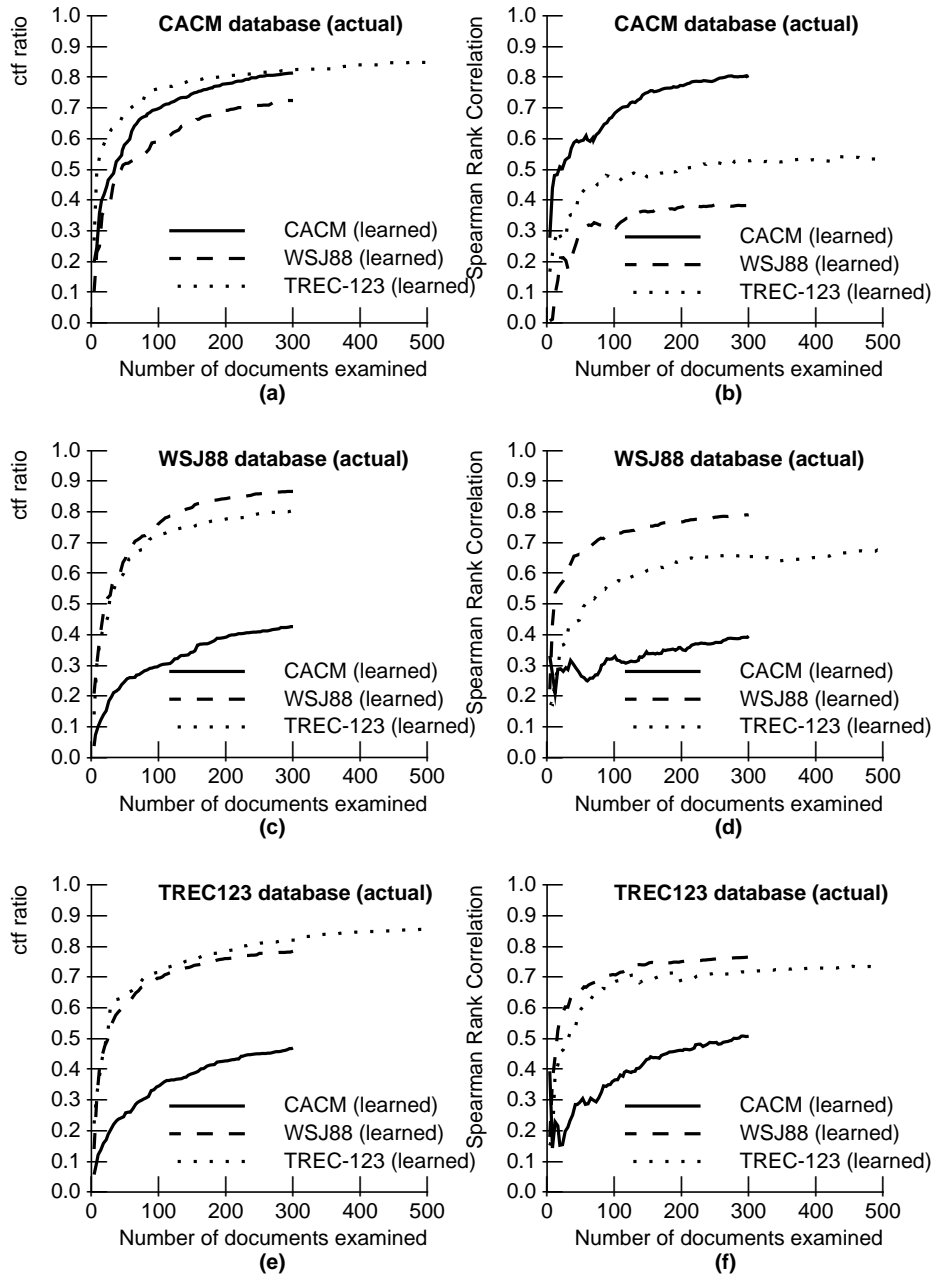 CACM database (actual)
ctf ratio
1.0
0.9
0.8
0.7
0.6
0.5
0.4
0.3
0.2
0.1
0.0
CACM (learned)
WSJ88 (learned)
TREC-123 (learned)
0 100 200 300 400 500
Number of documents examined
(a)
CACM database (actual)
Spearman Rank Correlation
1.0
0.9
0.8
0.7
0.6
0.5
0.4
0.3
0.2
0.1
0.0
CACM (learned)
WSJ88 (learned)
TREC-123 (learned)
0 100 200 300 400 500
Number of documents examined
(b)
WSJ88 database (actual)
ctf ratio
1.0
0.9
0.8
0.7
0.6
0.5
0.4
0.3
0.2
0.1
0.0
CACM (learned)
WSJ88 (learned)
TREC-123 (learned)
0 100 200 300 400 500
Number of documents examined
(c)
WSJ88 database (actual)
Spearman Rank Correlation
1.0
0.9
0.8
0.7
0.6
0.5
0.4
0.3
0.2
0.1
0.0
CACM (learned)
WSJ88 (learned)
TREC-123 (learned)
0 100 200 300 400 500
Number of documents examined
(d)
TREC123 database (actual)
ctf ratio
1.0
0.9
0.8
0.7
0.6
0.5
0.4
0.3
0.2
0.1
0.0
CACM (learned)
WSJ88 (learned)
TREC-123 (learned)
0 100 200 300 400 500
Number of documents examined
(e)
TREC123 database (actual)
Spearman Rank Correlation
1.0
0.9
0.8
0.7
0.6
0.5
0.4
0.3
0.2
0.1
0.0
CACM (learned)
WSJ88 (learned)
TREC-123 (learned)
0 100 200 300 400 500
Number of documents examined
(f)